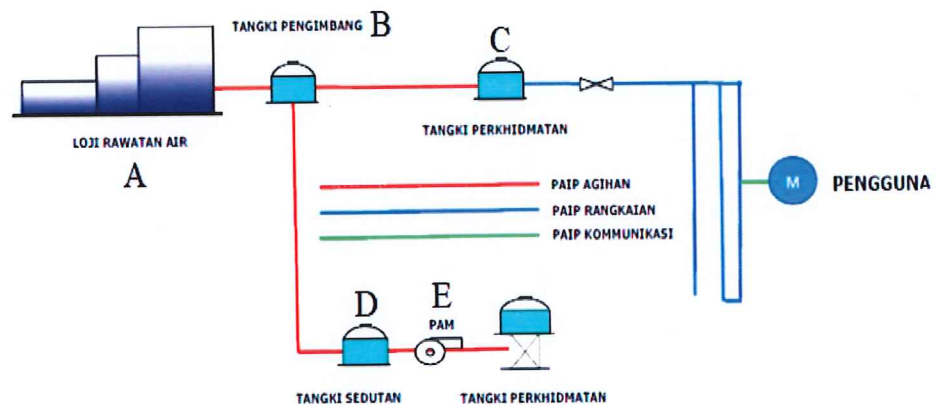 TANGKI PENGIMBANG B
C
LOJI RAWATAN AIR
A
TANGKI PERKHIDMATAN
PAIP AGIHAN
PAIP RANGKAIAN
PAIP KOMMUNIKASI
M
PENGGUNA
D
E
PAM
TANGKI SEDUTAN
TANGKI PERKHIDMATAN